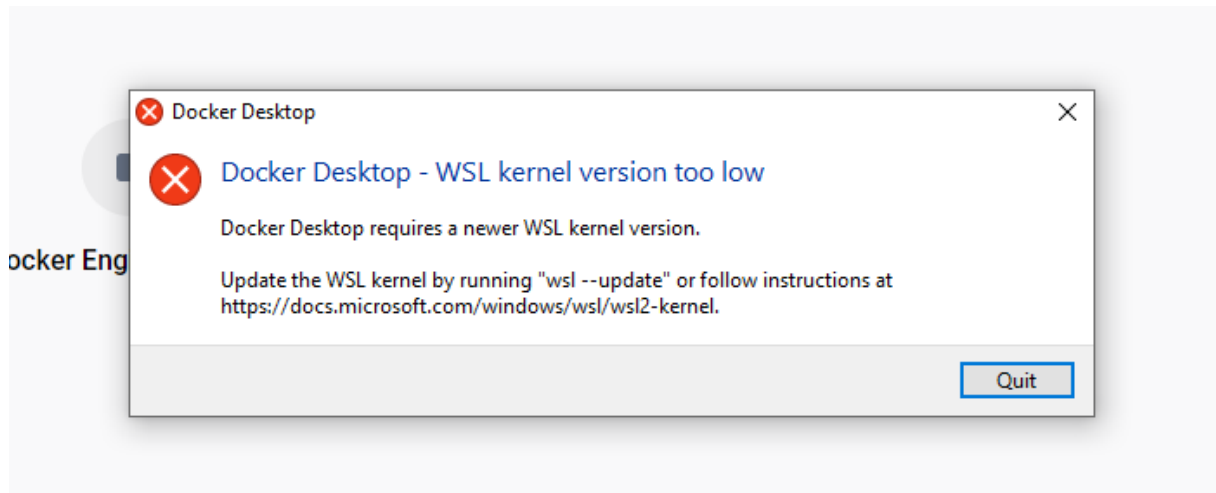 Docker Desktop
Docker Desktop - WSL kernel version too low
Docker Desktop requires a newer WSL kernel version.
ocker Eng
Update the WSL kernel by running "wsl --update" or follow instructions at
https://docs.microsoft.com/windows/wsl/wsl2-kernel.
Quit